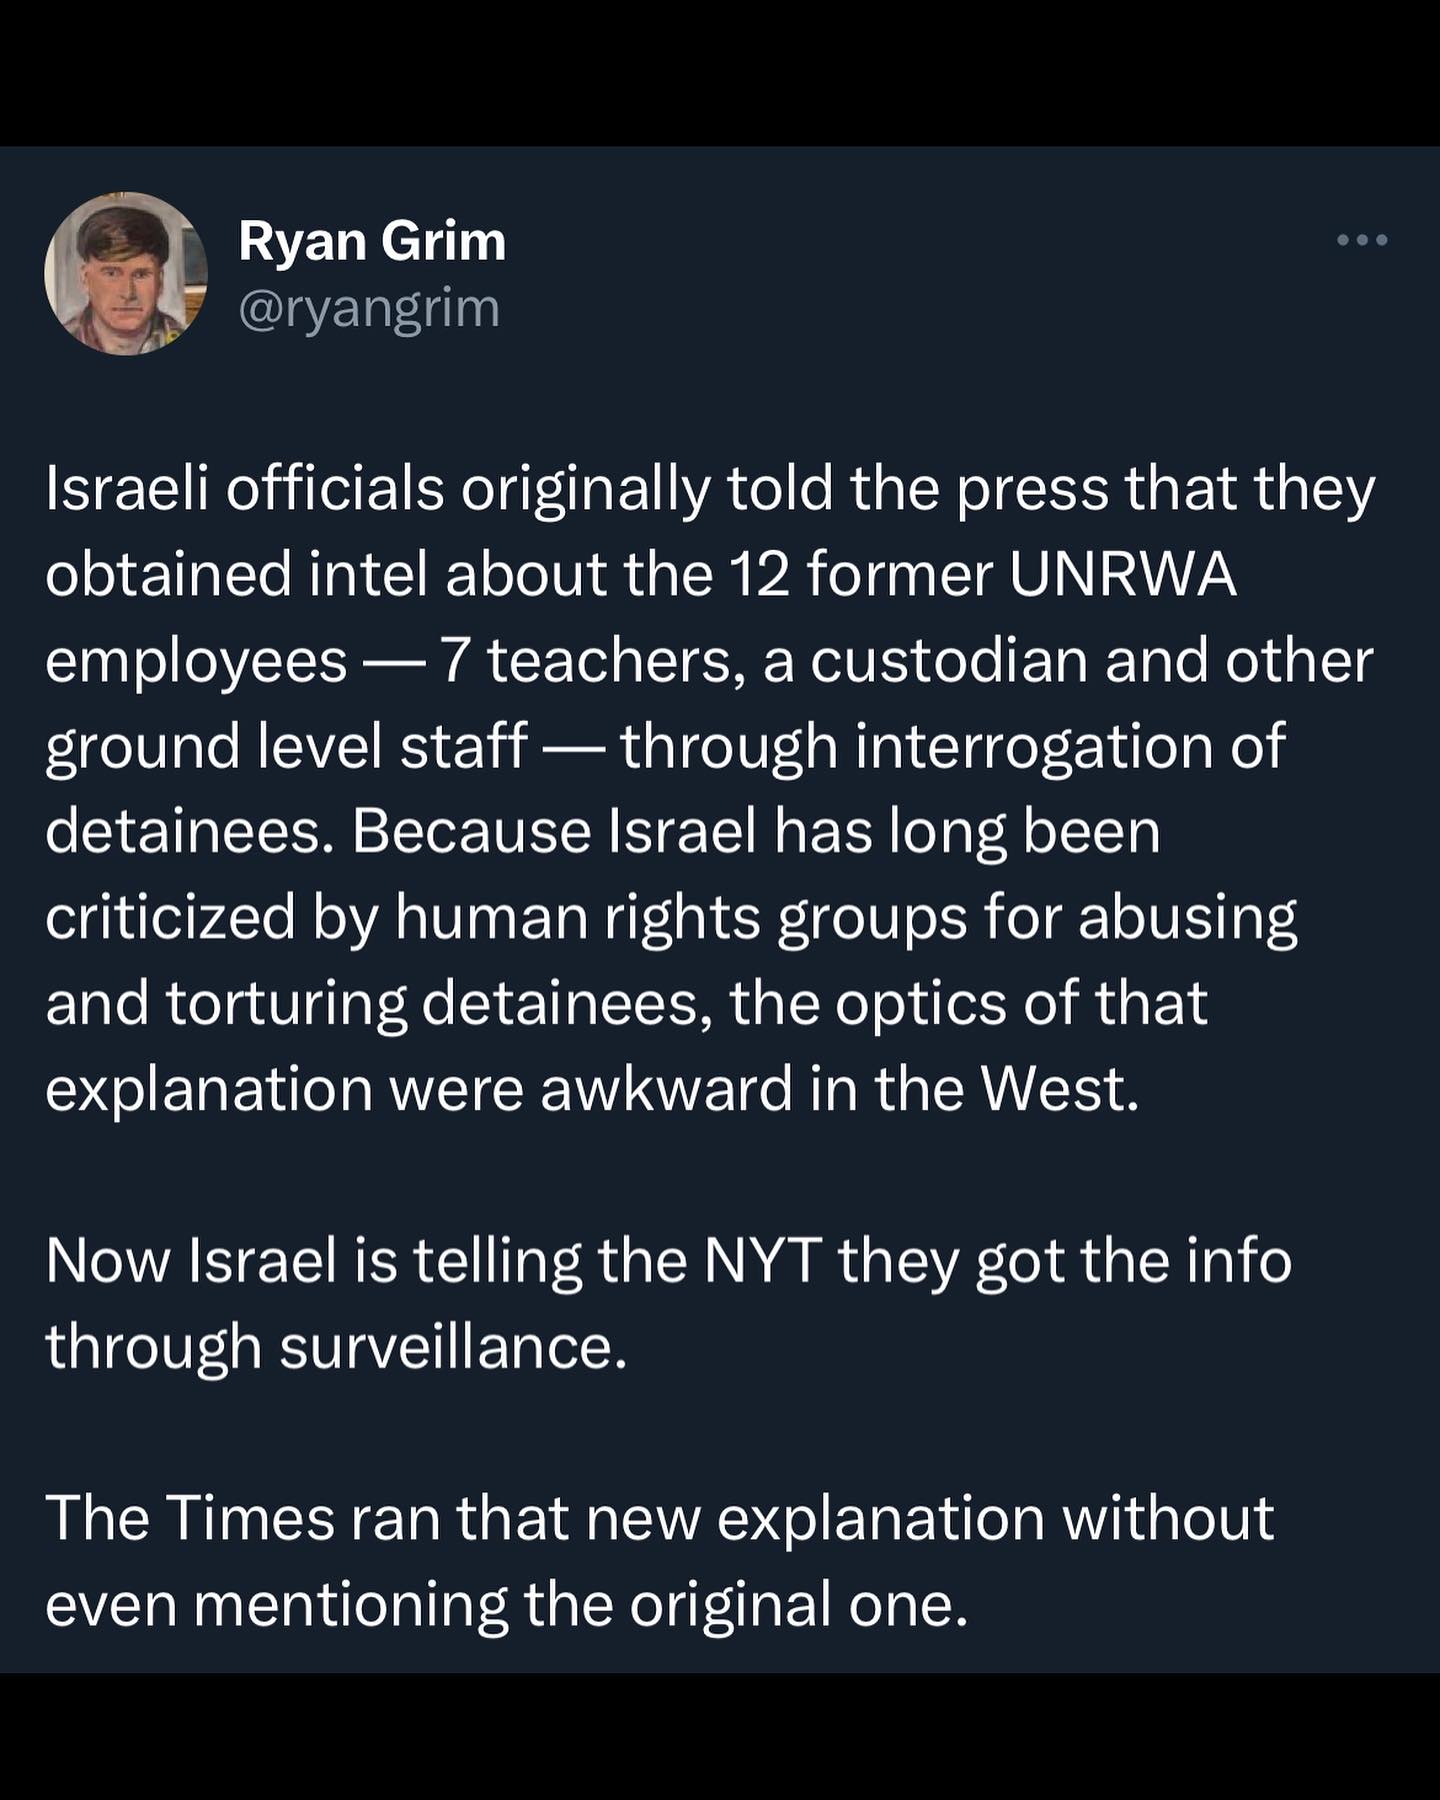 Ryan Grim
@ryangrim
Israeli officials originally told the press that they
obtained intel about the 12 former UNRWA
employees — 7 teachers, a custodian and other
ground level staff — through interrogation of
detainees. Because Israel has long been
criticized by human rights groups for abusing
and torturing detainees, the optics of that
explanation were awkward in the West.
Now Israel is telling the NYT they got the info
through surveillance.
The Times ran that new explanation without
even mentioning the original one.